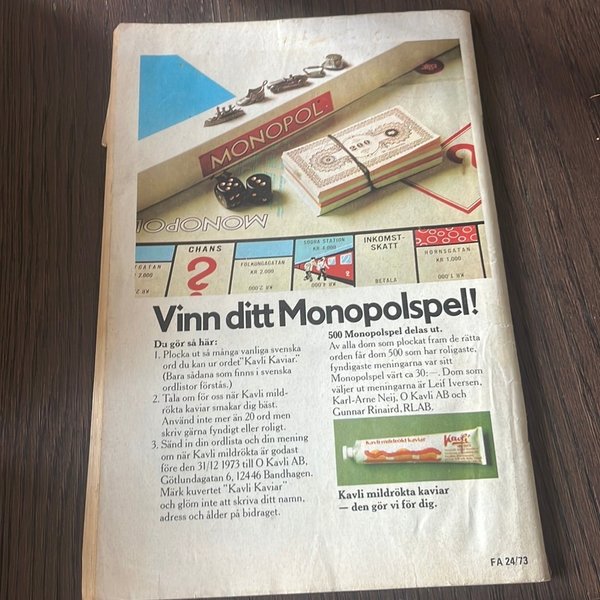 MONOPOL
200
MONOPOL
CHANS
FOLKUNGAGATAN
KR 2.000
SÖDRA STATION
KR 4.000
INKOMST-
SKATT
BETALA
HORNSGATAN
KR 1.000
Vinn ditt Monopolspel!
Du gör så här:
1. Plocka ut så många vanliga svenska
ord du kan ur ordet "Kavli Kaviar."
(Bara sådana som finns i svenska
ordlistor förstås.)
2. Tala om för oss när Kavli mild-
rökta kaviar smakar dig bäst.
Använd inte mer än 20 ord men
skriv gärna fyndigt eller roligt.
3. Sänd in din ordlista och din mening
om när Kavli mildrökta är godast
före den 31/12 1973 till O Kavli AB,
Götlundagatan 6, 124 46 Bandhagen.
Märk kuvertet "Kavli Kaviar"
och glöm inte att skriva ditt namn,
adress och ålder på bidraget.
500 Monopolspel delas ut.
Av alla dom som plockat fram de rätta
orden får dom 500 som har roligaste,
fyndigaste meningarna var sitt
Monopolspel värt ca 30:—. Dom som
väljer ut meningarna är Leif Iversen,
Karl-Arne Neij, O Kavli AB och
Gunnar Rinaird, RLAB.
Kavli mildrökt kaviar
Kavli
Kavli mildrökta kaviar
— den gör vi för dig.
FA 24/73